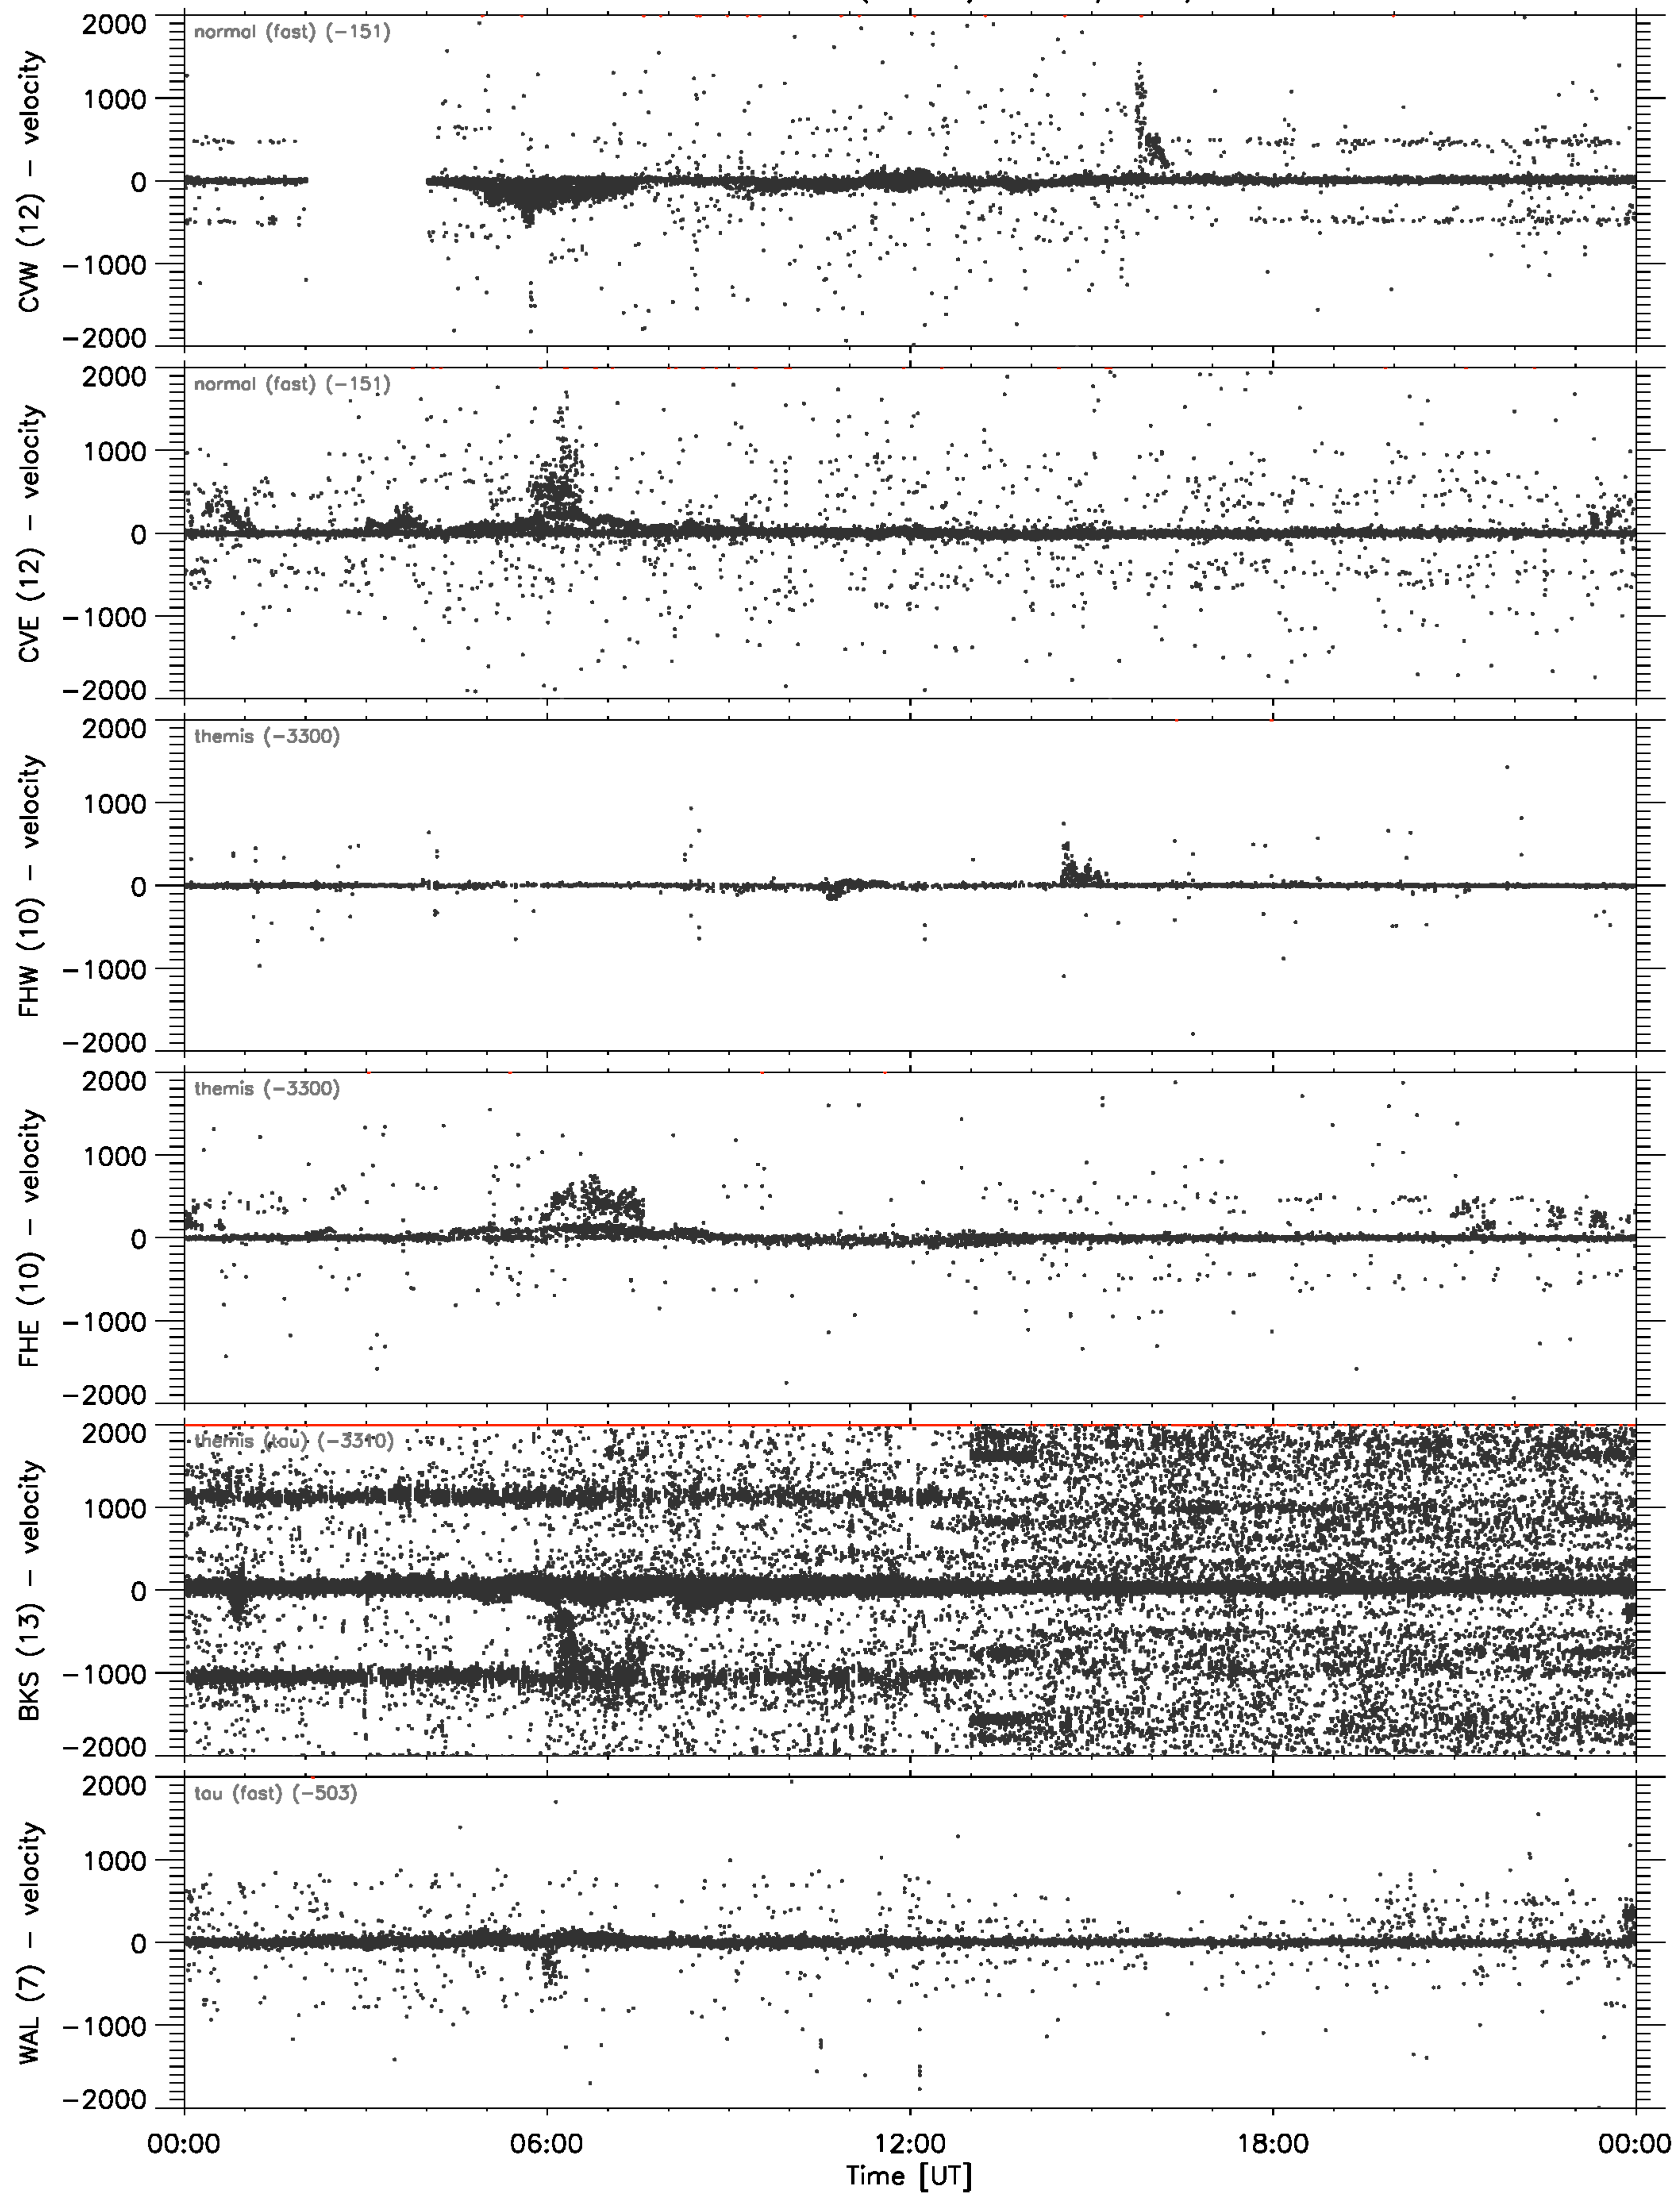 2000
normal (fast) (-151)
1000
0
-1000
-2000
CVW (12) - velocity
2000
normal (fast) (-151)
1000
0
-1000
-2000
CVE (12) - velocity
2000
themis (-3300)
1000
0
-1000
-2000
FHW (10) - velocity
2000
themis (-3300)
1000
0
-1000
-2000
FHE (10) - velocity
2000
themis (tau) (-3310)
1000
0
-1000
-2000
BKS (13) - velocity
2000
tau (fast) (-503)
1000
0
-1000
-2000
WAL (7) - velocity
00:00 06:00 12:00 18:00 00:00
Time [UT]